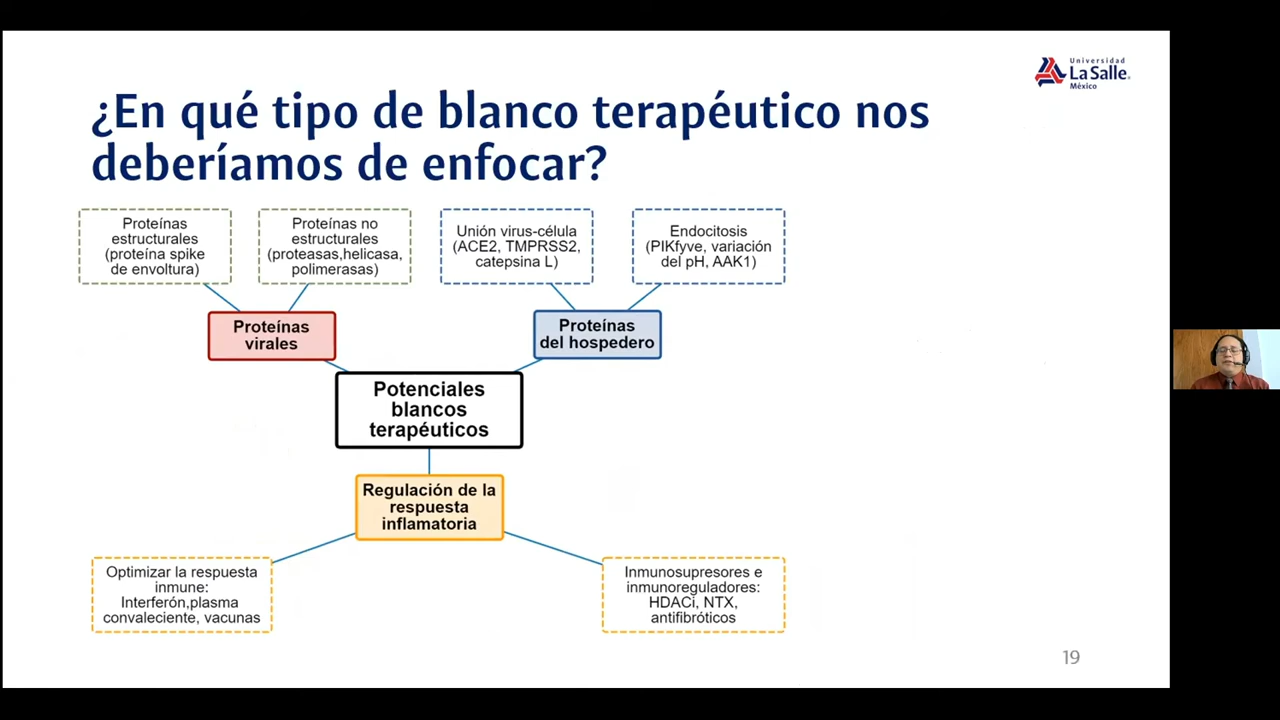 Universidad
La Salle
México
¿En qué tipo de blanco terapéutico nos
deberíamos de enfocar?
Proteínas
estructurales
(proteína spike
de envoltura)
Proteínas no
estructurales
(proteasas,helicasa,
polimerasas)
Unión virus-célula
(ACE2, TMPRSS2,
catepsina L)
Endocitosis
(PIKfyve, variación
del pH, AAK1)
Proteínas
virales
Proteínas
del hospedero
Potenciales
blancos
terapéuticos
Regulación de la
respuesta
inflamatoria
Optimizar la respuesta
inmune:
Interferón,plasma
convaleciente, vacunas
Inmunosupresores e
inmunoreguladores:
HDACi, NTX,
antifibróticos
19